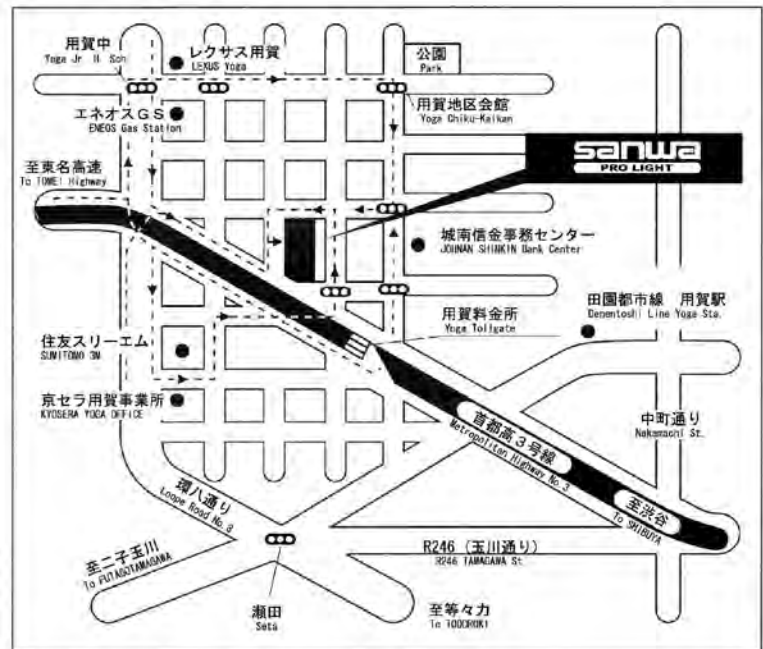 用賀中
Yoga Jr H Sch
レクサス用賀
LEXUS Yoga
公園
Park
エネオスGS
ENEOS Gas Station
用賀地区会館
Yoga Chiku-Kaikan
sanwa
PRO LIGHT
至東名高速
To TOMEI Highway
城南信金事務センター
JOHNAN SHINKIN Bank Center
用賀料金所
Yoga Tollgate
田園都市線 用賀駅
Denentoshi Line Yoga Sta.
住友スリーエム
SUMITOMO 3M
京セラ用賀事業所
KYOSERA YOGA OFFICE
中町通り
Nakamachi St.
首都高3号線
Metropolitan Highway No.3
至渋谷
To SHIBUYA
環八通り
Loope Road No.8
至二子玉川
To FUTAGOTAMAGAWA
R246 (玉川通り)
R246 TAMAGAWA St
瀬田
Seta
至等々力
To TODOROKI